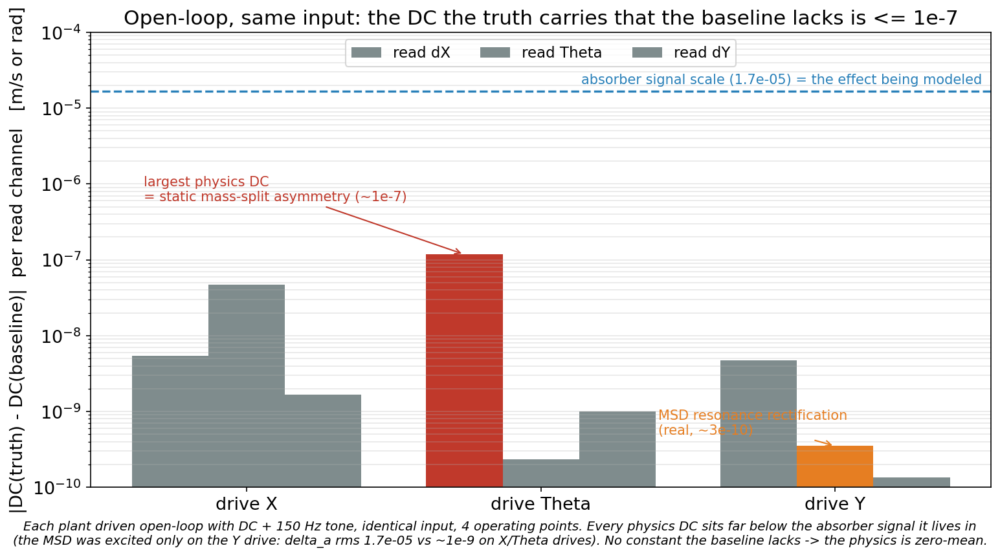 Open-loop, same input: the DC the truth carries that the baseline lacks is <= 1e-7
|DC(truth) - DC(baseline)|  per read channel   [m/s or rad]
10⁻⁴
10⁻⁵
10⁻⁶
10⁻⁷
10⁻⁸
10⁻⁹
10⁻¹⁰
read dX
read Theta
read dY
absorber signal scale (1.7e-05) = the effect being modeled
largest physics DC
= static mass-split asymmetry (~1e-7)
MSD resonance rectification
(real, ~3e-10)
drive X
drive Theta
drive Y
Each plant driven open-loop with DC + 150 Hz tone, identical input, 4 operating points. Every physics DC sits far below the absorber signal it lives in
(the MSD was excited only on the Y drive: delta_a rms 1.7e-05 vs ~1e-9 on X/Theta drives). No constant the baseline lacks -> the physics is zero-mean.